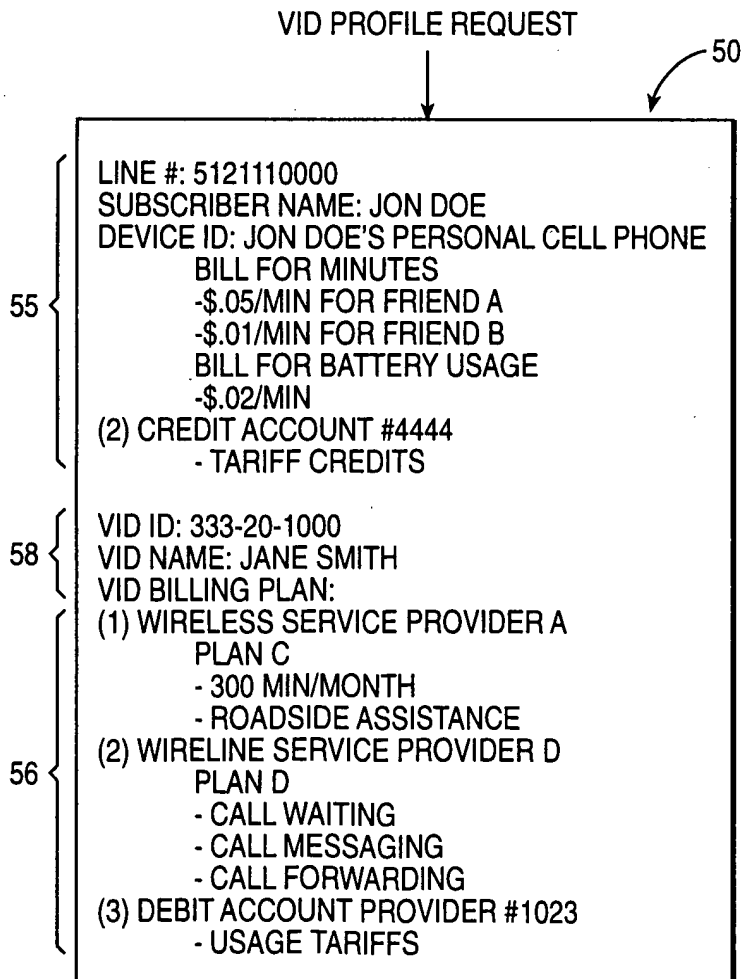 VID PROFILE REQUEST
50
LINE #: 5121110000
SUBSCRIBER NAME: JON DOE
DEVICE ID: JON DOE'S PERSONAL CELL PHONE
BILL FOR MINUTES
-$.05/MIN FOR FRIEND A
-$.01/MIN FOR FRIEND B
BILL FOR BATTERY USAGE
-$.02/MIN
(2) CREDIT ACCOUNT #4444
- TARIFF CREDITS
55
VID ID: 333-20-1000
VID NAME: JANE SMITH
VID BILLING PLAN:
58
(1) WIRELESS SERVICE PROVIDER A
PLAN C
- 300 MIN/MONTH
- ROADSIDE ASSISTANCE
(2) WIRELINE SERVICE PROVIDER D
PLAN D
- CALL WAITING
- CALL MESSAGING
- CALL FORWARDING
(3) DEBIT ACCOUNT PROVIDER #1023
- USAGE TARIFFS
56